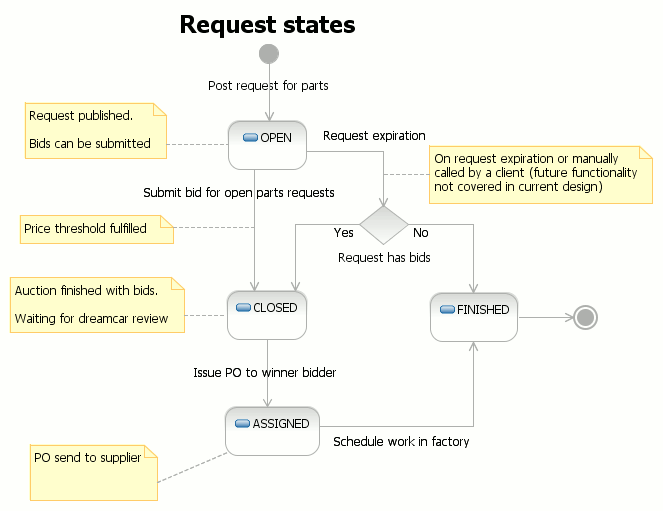 Request states
Post request for parts
Request published.
Bids can be submitted
OPEN
Request expiration
On request expiration or manually
called by a client (future functionality
not covered in current design)
Submit bid for open parts requests
Price threshold fulfilled
Yes
No
Request has bids
Auction finished with bids.
Waiting for dreamcar review
CLOSED
FINISHED
Issue PO to winner bidder
ASSIGNED
Schedule work in factory
PO send to supplier